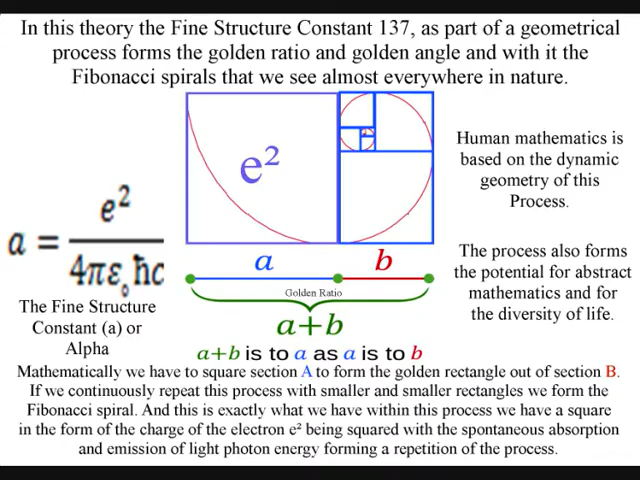 In this theory the Fine Structure Constant 137, as part of a geometrical
process forms the golden ratio and golden angle and with it the
Fibonacci spirals that we see almost everywhere in nature.
e²
Human mathematics is
based on the dynamic
geometry of this
Process.
a = e² / 4πε₀ħc
The process also forms
the potential for abstract
mathematics and for
the diversity of life.
a b
Golden Ratio
a+b
The Fine Structure
Constant (a) or
Alpha
a+b is to a as a is to b
Mathematically we have to square section A to form the golden rectangle out of section B.
If we continuously repeat this process with smaller and smaller rectangles we form the
Fibonacci spiral. And this is exactly what we have within this process we have a square
in the form of the charge of the electron e² being squared with the spontaneous absorption
and emission of light photon energy forming a repetition of the process.